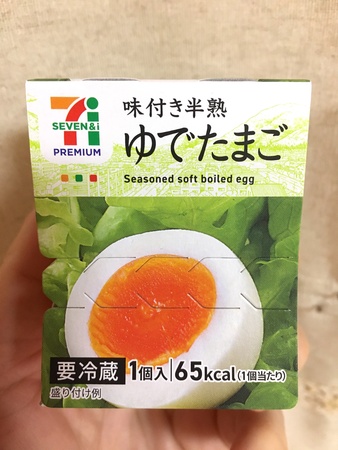 味付き半熟
ゆでたまご
Seasoned soft boiled egg
7i
SEVEN&i
PREMIUM
要冷蔵 1個入 65kcal(1個当たり)
盛り付け例